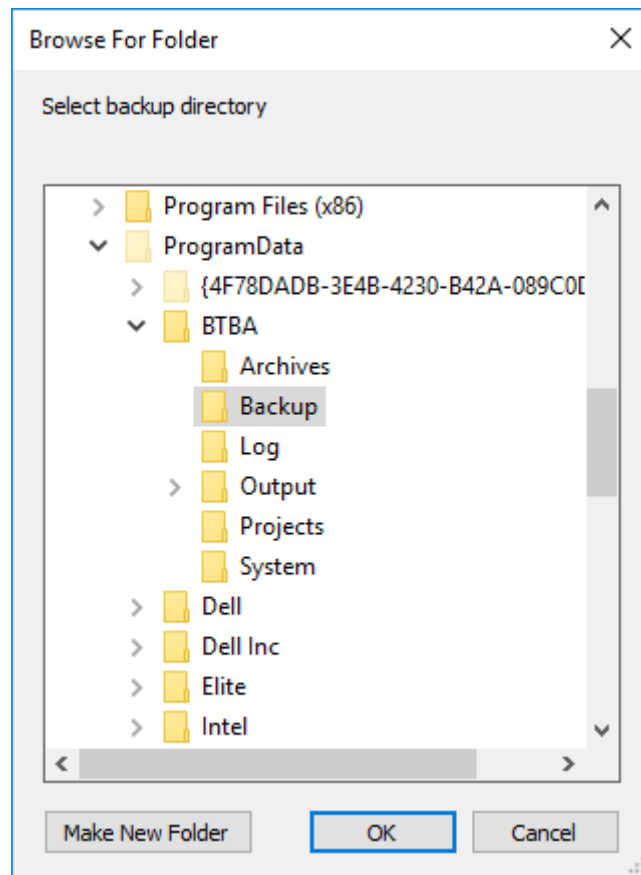 Browse For Folder
Select backup directory
Program Files (x86)
ProgramData
{4F78DADB-3E4B-4230-B42A-089C0D
BTBA
Archives
Backup
Log
Output
Projects
System
Dell
Dell Inc
Elite
Intel
Make New Folder
OK
Cancel